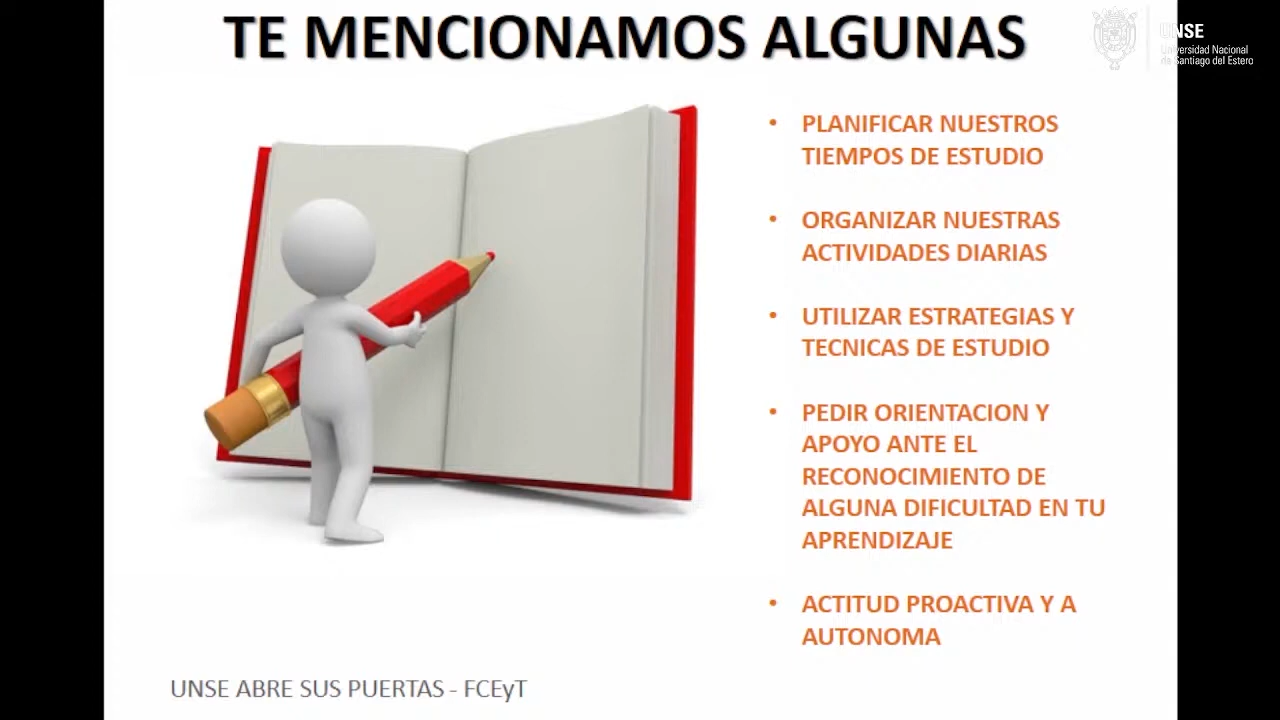 TE MENCIONAMOS ALGUNAS
UNSE
Universidad Nacional
de Santiago del Estero
• PLANIFICAR NUESTROS
TIEMPOS DE ESTUDIO
• ORGANIZAR NUESTRAS
ACTIVIDADES DIARIAS
• UTILIZAR ESTRATEGIAS Y
TECNICAS DE ESTUDIO
• PEDIR ORIENTACION Y
APOYO ANTE EL
RECONOCIMIENTO DE
ALGUNA DIFICULTAD EN TU
APRENDIZAJE
• ACTITUD PROACTIVA Y A
AUTONOMA
UNSE ABRE SUS PUERTAS - FCEyT